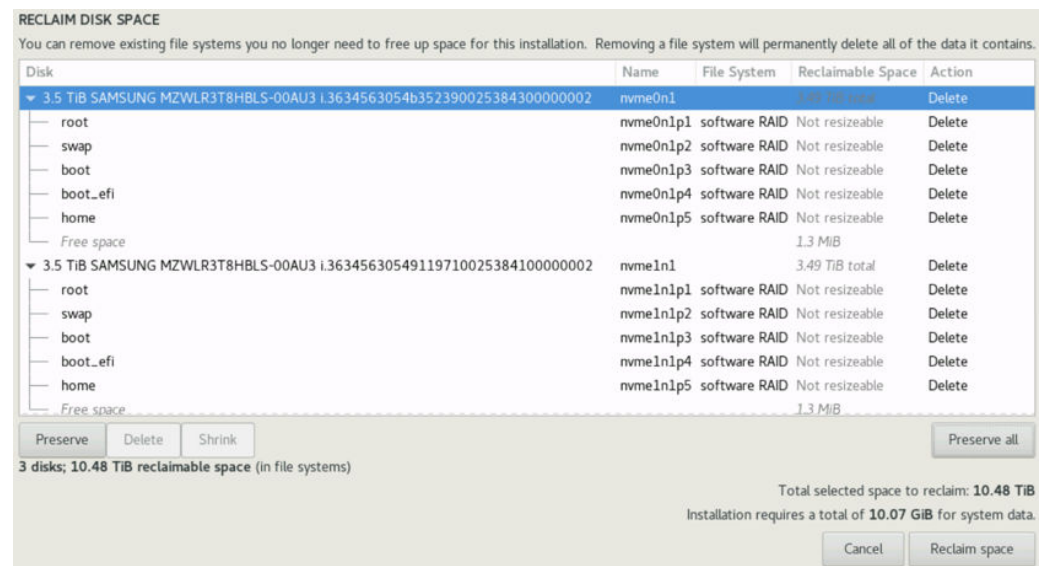 RECLAIM DISK SPACE
You can remove existing file systems you no longer need to free up space for this installation. Removing a file system will permanently delete all of the data it contains.
Disk Name File System Reclaimable Space Action
3.5 TiB SAMSUNG MZWLR3T8HBLS-00AU3 i.3634563054b352390025384300000002 nvme0n1 3.49 TiB total Delete
root nvme0n1p1 software RAID Not resizeable Delete
swap nvme0n1p2 software RAID Not resizeable Delete
boot nvme0n1p3 software RAID Not resizeable Delete
boot_efi nvme0n1p4 software RAID Not resizeable Delete
home nvme0n1p5 software RAID Not resizeable Delete
Free space 1.3 MiB
3.5 TiB SAMSUNG MZWLR3T8HBLS-00AU3 i.36345630549119710025384100000002 nvme1n1 3.49 TiB total Delete
root nvme1n1p1 software RAID Not resizeable Delete
swap nvme1n1p2 software RAID Not resizeable Delete
boot nvme1n1p3 software RAID Not resizeable Delete
boot_efi nvme1n1p4 software RAID Not resizeable Delete
home nvme1n1p5 software RAID Not resizeable Delete
Free space 1.3 MiB
Preserve Delete Shrink Preserve all
3 disks; 10.48 TiB reclaimable space (in file systems)
Total selected space to reclaim: 10.48 TiB
Installation requires a total of 10.07 GiB for system data.
Cancel Reclaim space